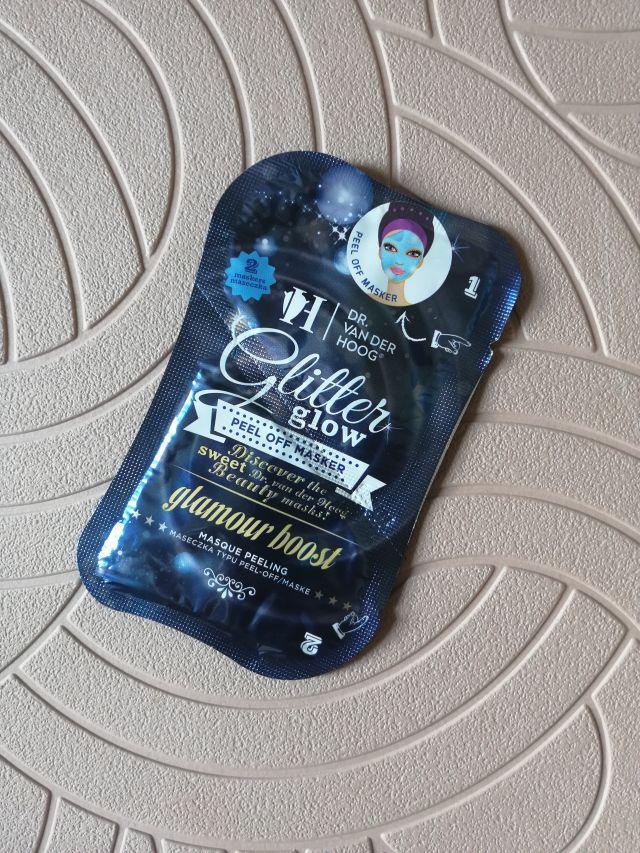 PEEL OFF MASKER
1
2
maskers
maseczka
H
DR.
VAN DER
HOOG®
Glitter
glow
PEEL OFF MASKER
Discover the
sweet Dr. van der Hoog
Beauty masks!
glamour boost
MASQUE PEELING
MASECZKA TYPU PEEL-OFF/MASKE
2